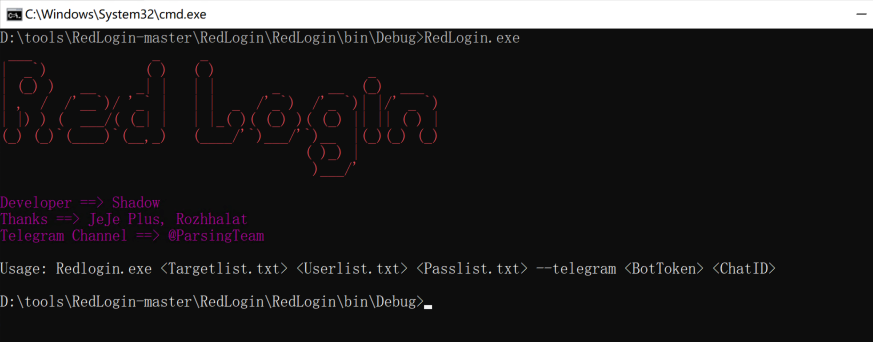 C:\Windows\System32\cmd.exe
D:\tools\RedLogin-master\RedLogin\RedLogin\bin\Debug>RedLogin.exe
Red Login
Developer ==> Shadow
Thanks ==> JeJe Plus, Rozhhalat
Telegram Channel ==> @ParsingTeam
Usage: Redlogin.exe <Targetlist.txt> <Userlist.txt> <Passlist.txt> --telegram <BotToken> <ChatID>
D:\tools\RedLogin-master\RedLogin\RedLogin\bin\Debug>